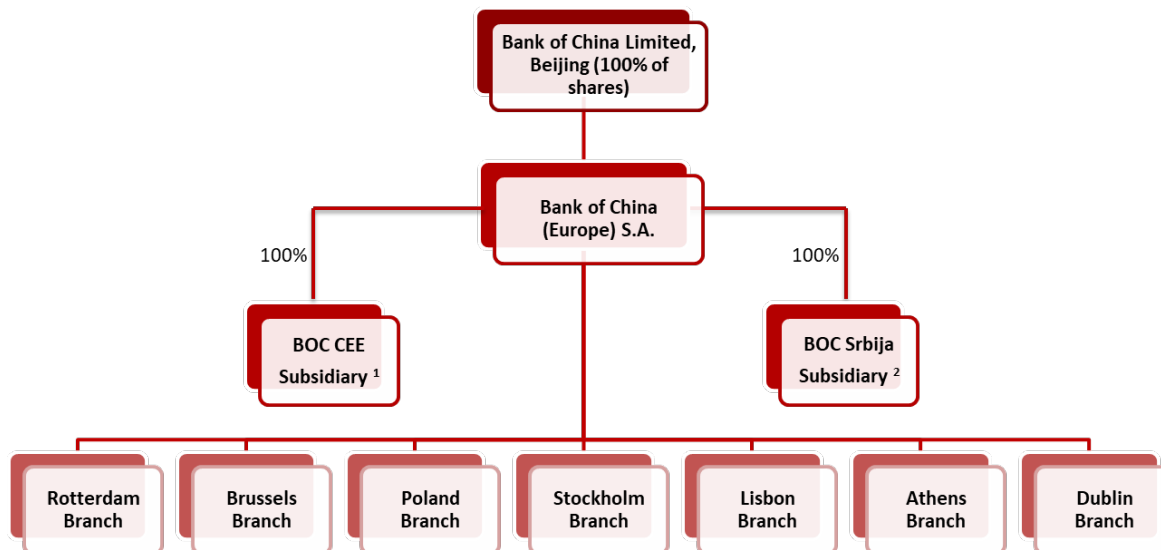 Bank of China Limited,
Beijing (100% of
shares)
Bank of China
(Europe) S.A.
100%
100%
BOC CEE
Subsidiary ¹
BOC Srbija
Subsidiary ²
Rotterdam
Branch
Brussels
Branch
Poland
Branch
Stockholm
Branch
Lisbon
Branch
Athens
Branch
Dublin
Branch